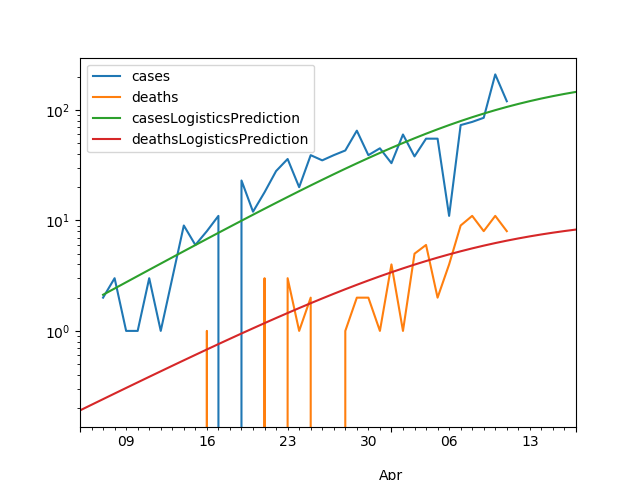 cases
deaths
casesLogisticsPrediction
deathsLogisticsPrediction
10²
10¹
10⁰
09 16 23 30 06 13
Apr